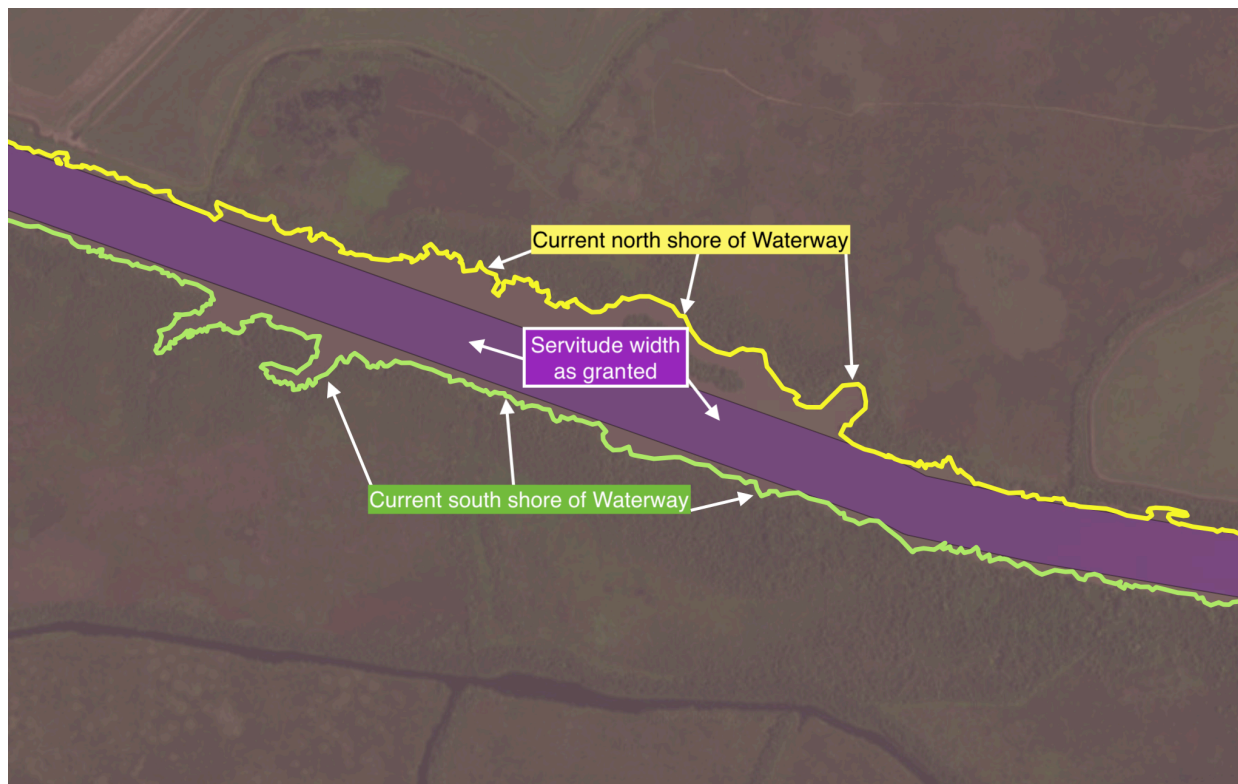 Current north shore of Waterway
Servitude width
as granted
Current south shore of Waterway